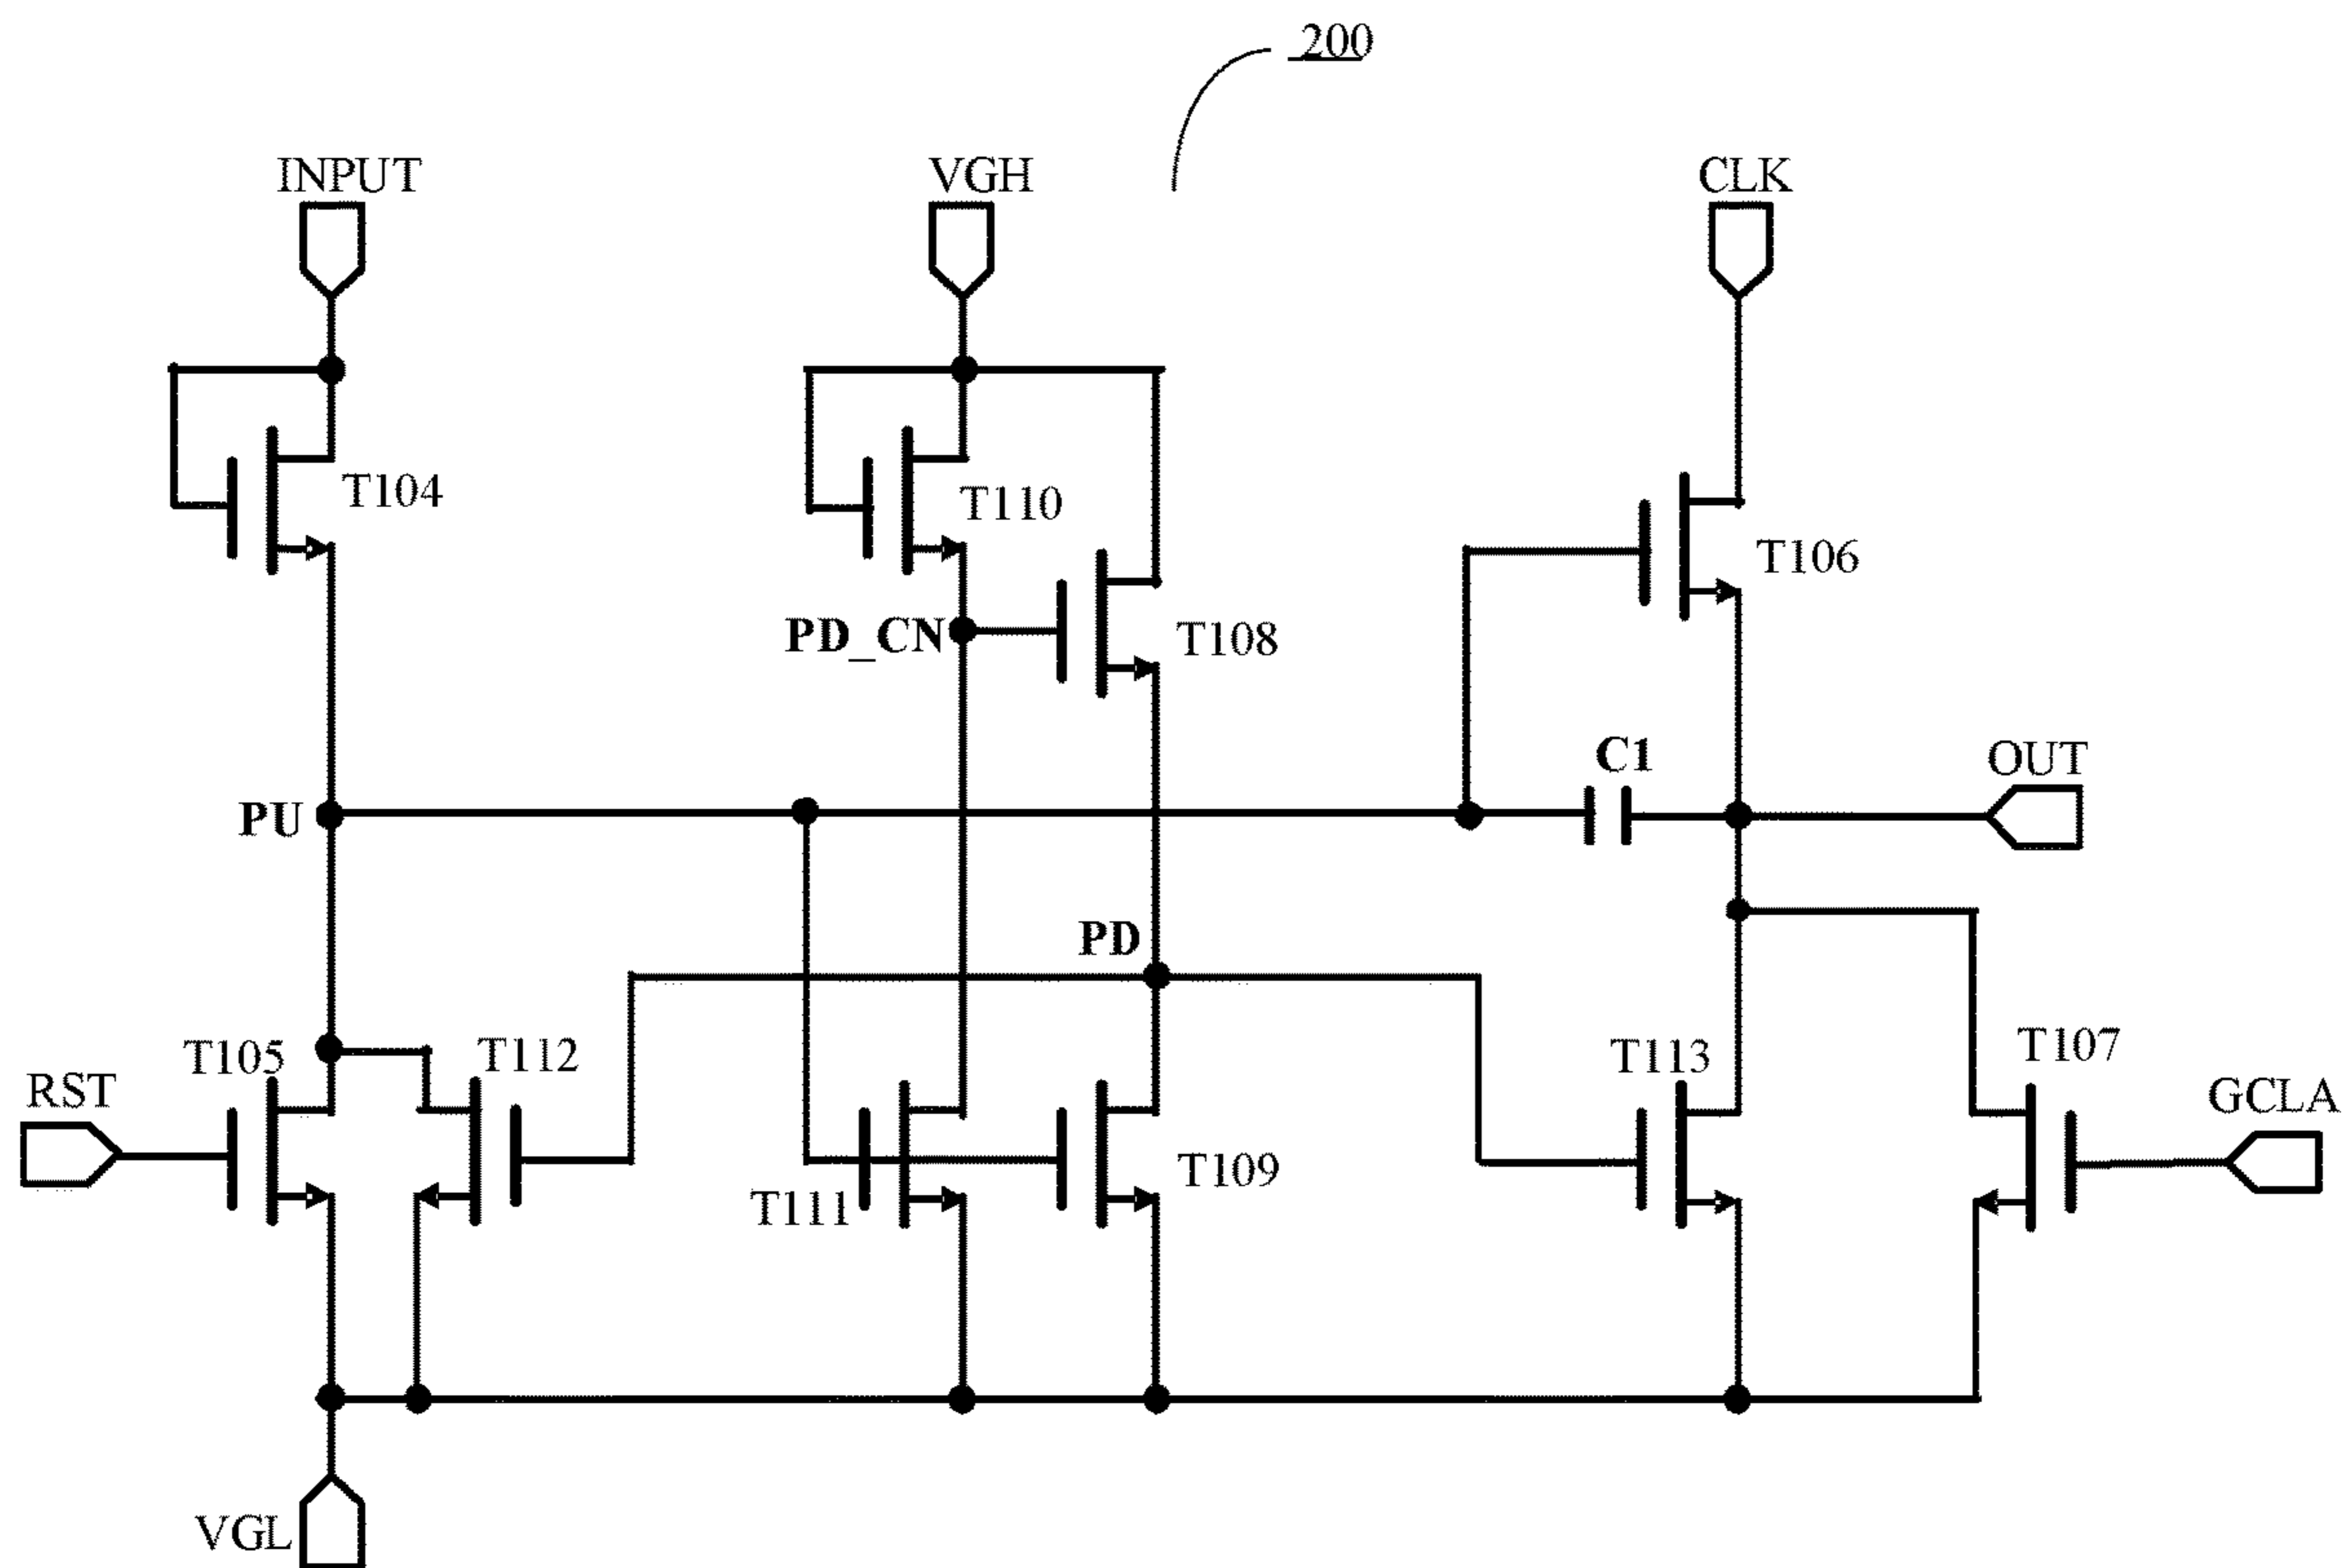 200
INPUT
VGH
CLK
T104
T110
T106
PD_CN
T108
C1
OUT
PU
PD
T105
T112
T113
T107
RST
GCLA
T111
T109
VGL